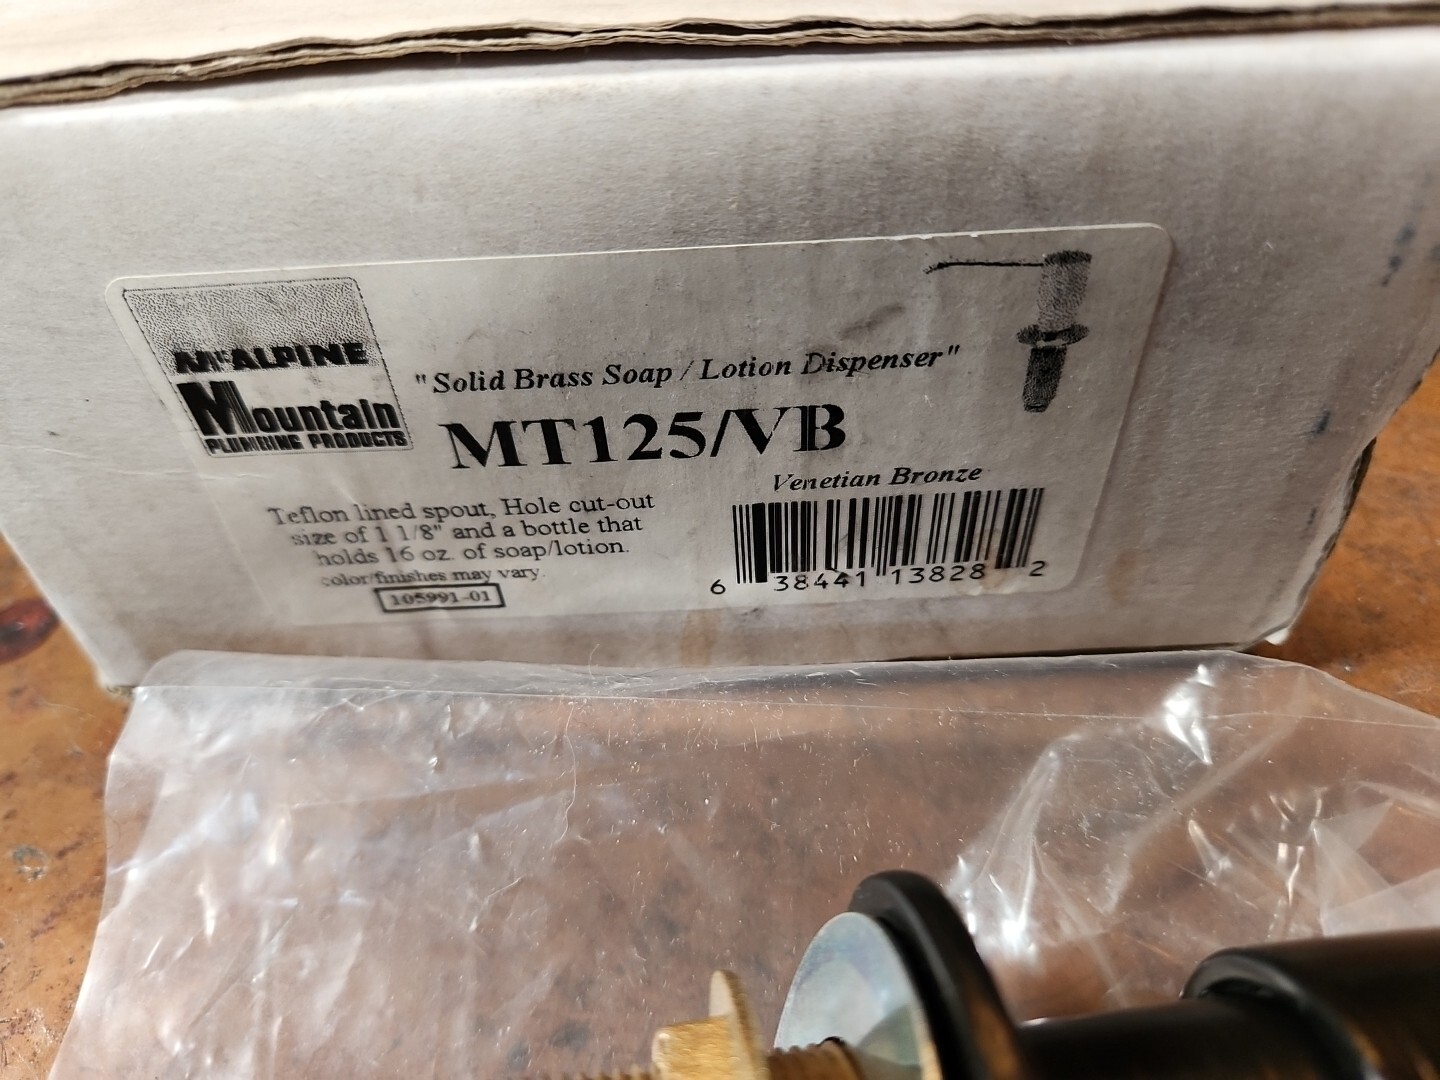 McALPINE
Mountain
PLUMBING PRODUCTS
"Solid Brass Soap / Lotion Dispenser"
MT125/VB
Venetian Bronze
Teflon lined spout, Hole cut-out
size of 1 1/8" and a bottle that
holds 16 oz. of soap/lotion.
color/finishes may vary.
105991-01
6 38441 13828 2